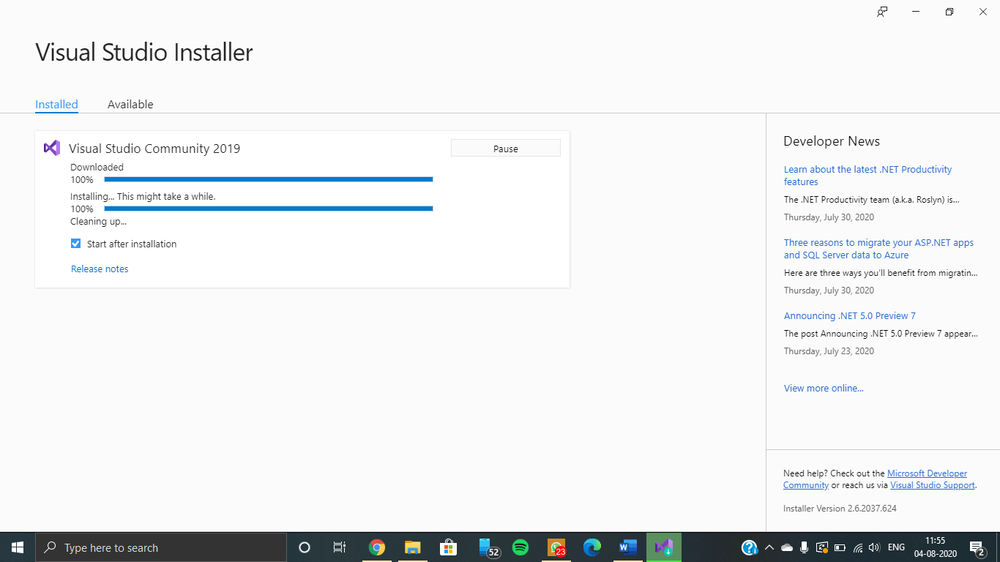 Visual Studio Installer
Installed
Available
Visual Studio Community 2019
Pause
Downloaded
100%
Installing... This might take a while.
100%
Cleaning up...
Start after installation
Release notes
Developer News
Learn about the latest .NET Productivity
features
The .NET Productivity team (a.k.a. Roslyn) is...
Thursday, July 30, 2020
Three reasons to migrate your ASP.NET apps
and SQL Server data to Azure
Here are three ways you’ll benefit from migratin...
Thursday, July 30, 2020
Announcing .NET 5.0 Preview 7
The post Announcing .NET 5.0 Preview 7 appear...
Thursday, July 23, 2020
View more online...
Need help? Check out the Microsoft Developer
Community or reach us via Visual Studio Support.
Installer Version 2.6.2037.624
Type here to search
52
23
ENG
11:55
04-08-2020
2